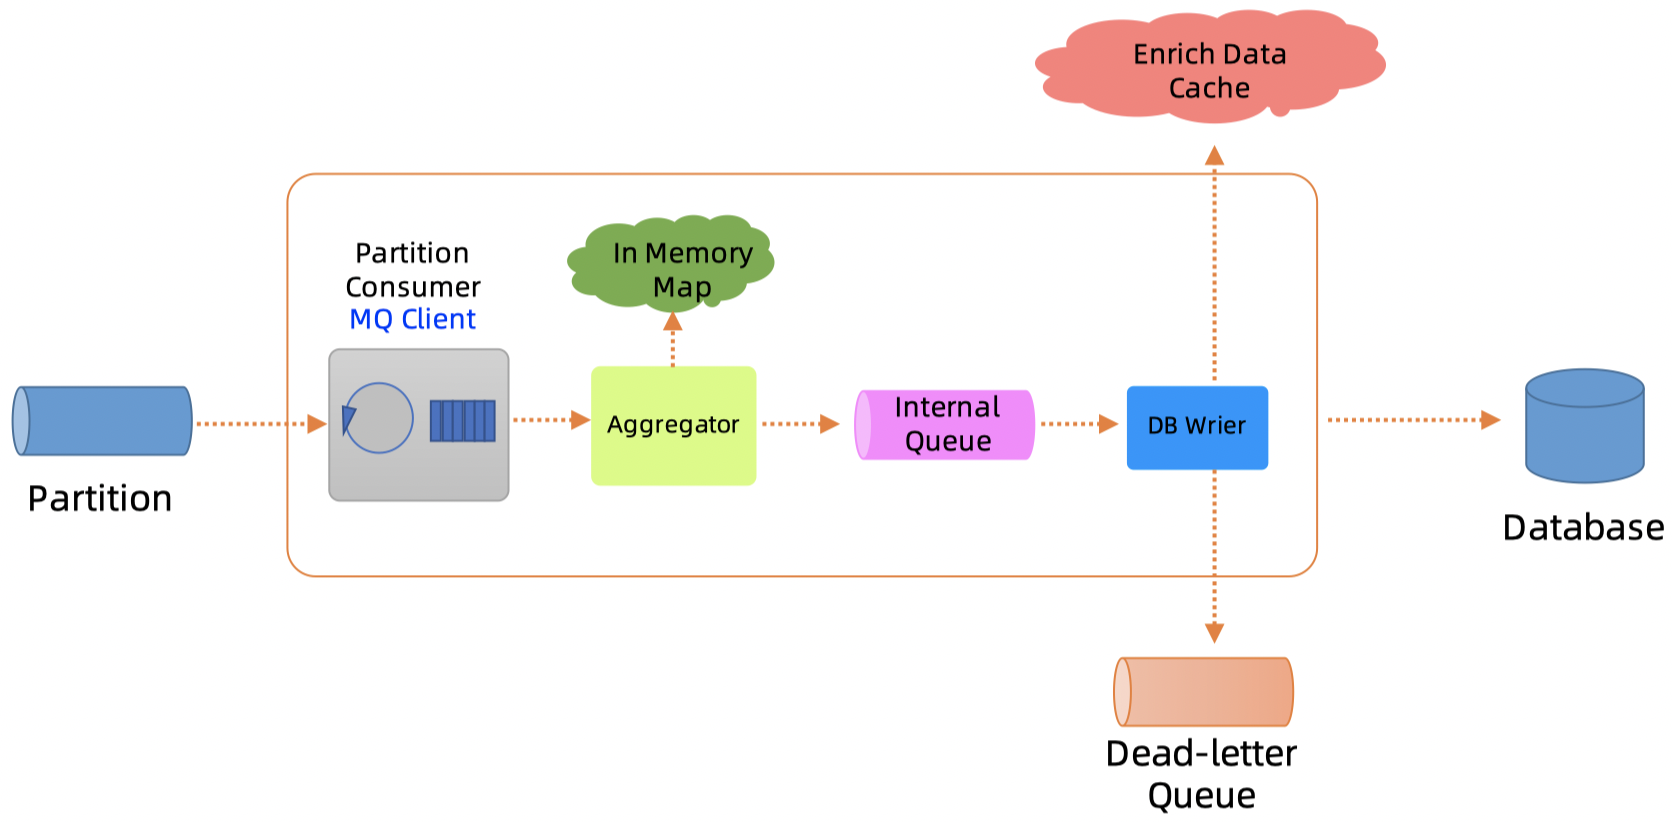 Enrich Data
Cache
Partition
Consumer
MQ Client
In Memory
Map
Aggregator
Internal
Queue
DB Wrier
Partition
Database
Dead-letter
Queue